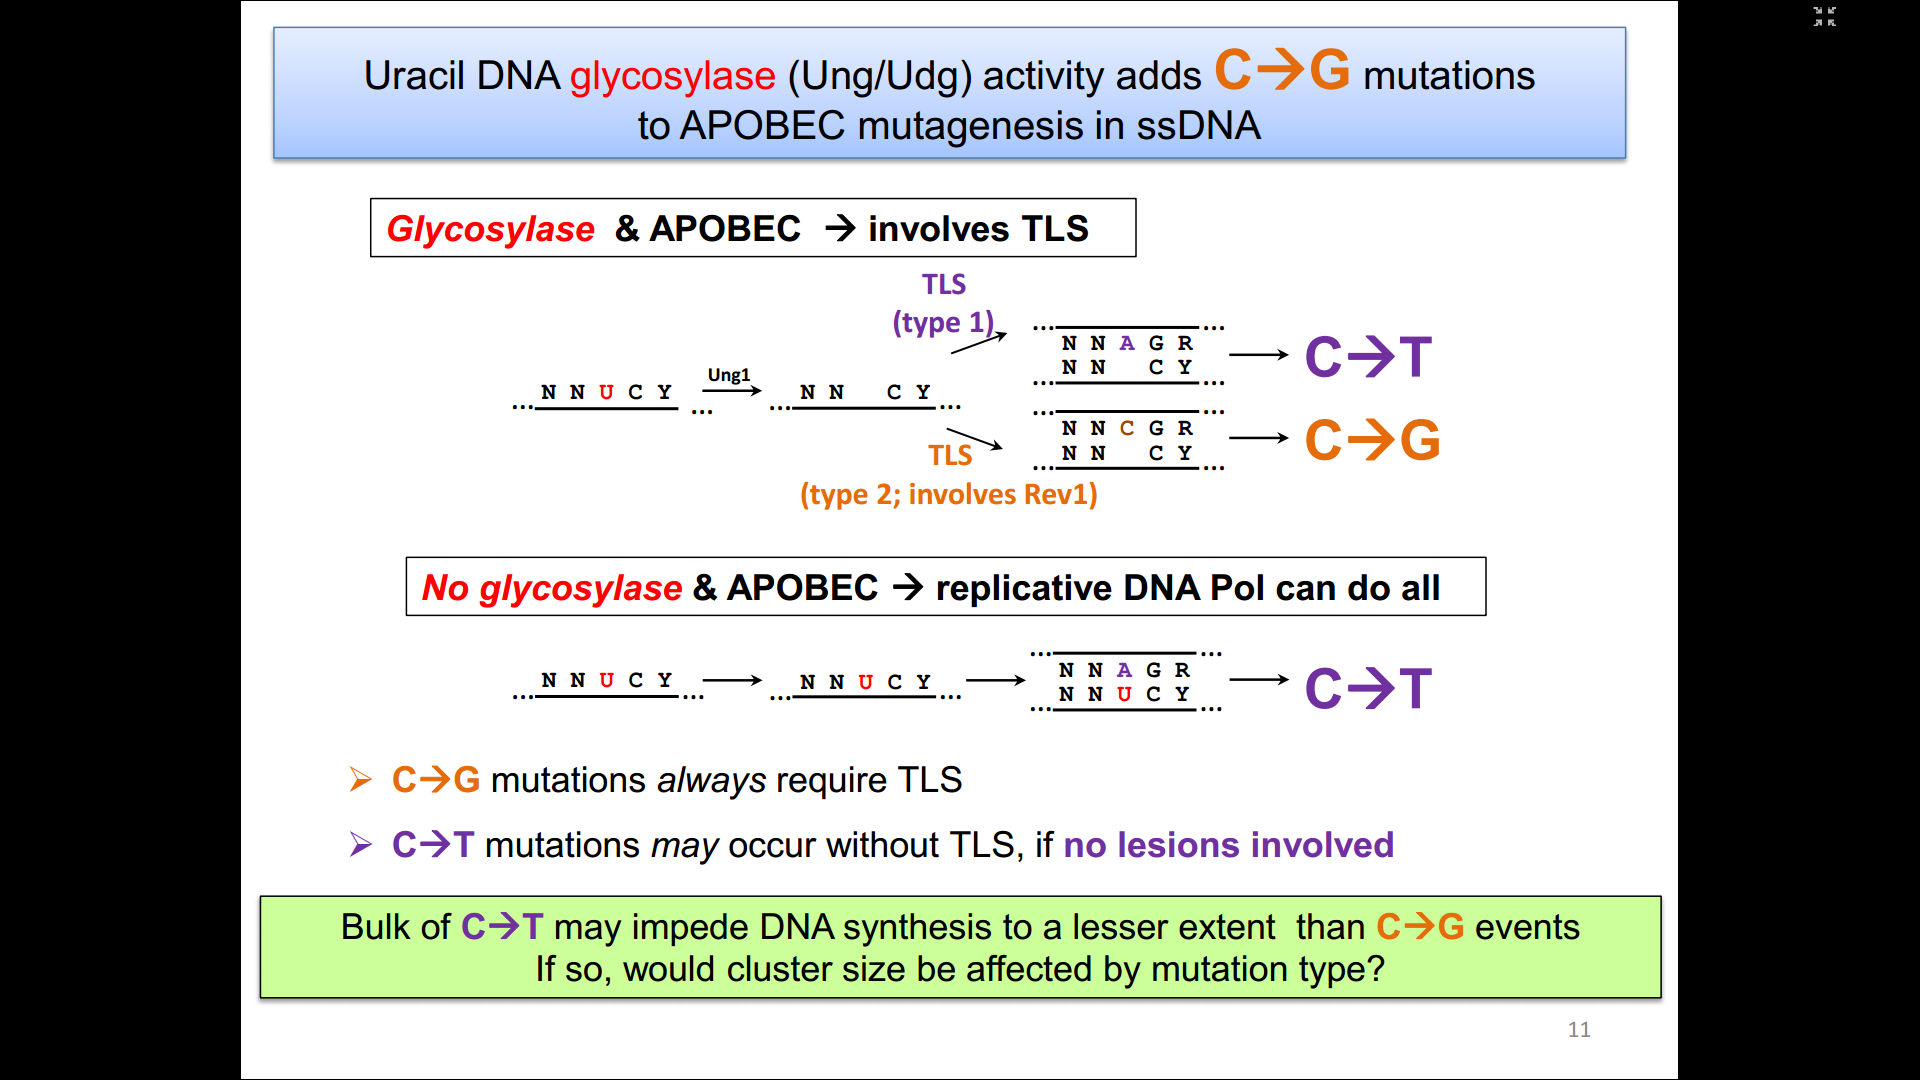 Uracil DNA glycosylase (Ung/Udg) activity adds C→G mutations
to APOBEC mutagenesis in ssDNA
Glycosylase & APOBEC → involves TLS
TLS
(type 1)
... ...
N N A G R
N N C Y
... ...
C→T
N N U C Y
... ...
Ung1
N N C Y
... ...
... ...
N N C G R
N N C Y
... ...
C→G
TLS
(type 2; involves Rev1)
No glycosylase & APOBEC → replicative DNA Pol can do all
N N U C Y
... ...
N N U C Y
... ...
... ...
N N A G R
N N U C Y
... ...
C→T
➢ C→G mutations always require TLS
➢ C→T mutations may occur without TLS, if no lesions involved
Bulk of C→T may impede DNA synthesis to a lesser extent than C→G events
If so, would cluster size be affected by mutation type?
11